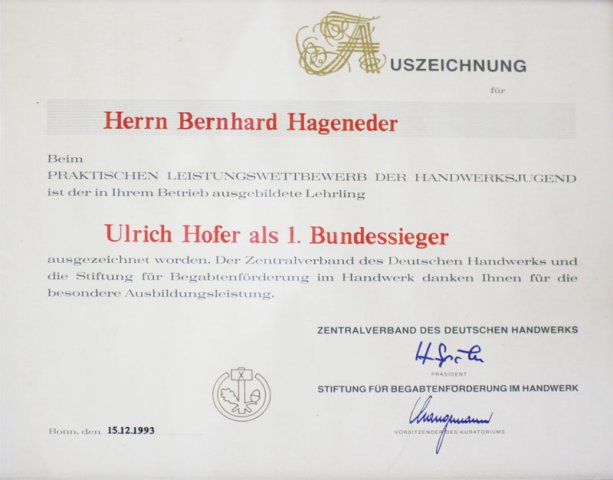 AUSZEICHNUNG
für
Herrn Bernhard Hageneder
Beim
PRAKTISCHEN LEISTUNGSWETTBEWERB DER HANDWERKSJUGEND
ist der in Ihrem Betrieb ausgebildete Lehrling
Ulrich Hofer als 1. Bundessieger
ausgezeichnet worden. Der Zentralverband des Deutschen Handwerks und
die Stiftung für Begabtenförderung im Handwerk danken Ihnen für die
besondere Ausbildungsleistung.
ZENTRALVERBAND DES DEUTSCHEN HANDWERKS
PRÄSIDENT
STIFTUNG FÜR BEGABTENFÖRDERUNG IM HANDWERK
VORSITZENDER DES KURATORIUMS
Bonn, den 15.12.1993